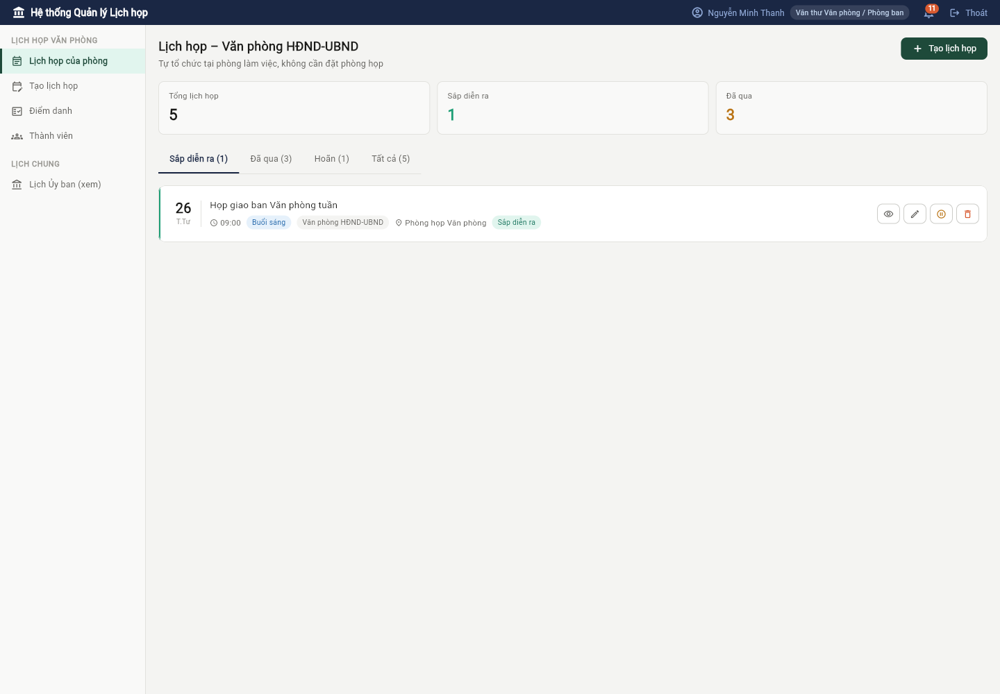 Hệ thống Quản lý Lịch họp
Nguyễn Minh Thanh
Văn thư Văn phòng / Phòng ban
11
Thoát
LỊCH HỌP VĂN PHÒNG
Lịch họp của phòng
Tạo lịch họp
Điểm danh
Thành viên
LỊCH CHUNG
Lịch Ủy ban (xem)
Lịch họp – Văn phòng HĐND-UBND
Tự tổ chức tại phòng làm việc, không cần đặt phòng họp
Tạo lịch họp
Tổng lịch họp
5
Sắp diễn ra
1
Đã qua
3
Sắp diễn ra (1)
Đã qua (3)
Hoãn (1)
Tất cả (5)
26
T.Tư
Họp giao ban Văn phòng tuần
09:00 Buổi sáng Văn phòng HĐND-UBND Phòng họp Văn phòng Sắp diễn ra